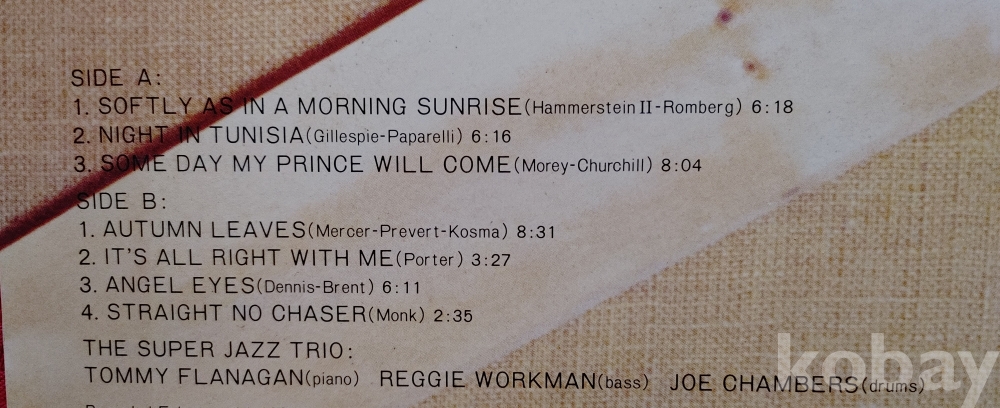 SIDE A:
1. SOFTLY AS IN A MORNING SUNRISE(Hammerstein II-Romberg) 6:18
2. NIGHT IN TUNISIA(Gillespie-Paparelli) 6:16
3. SOME DAY MY PRINCE WILL COME(Morey-Churchill) 8:04
SIDE B:
1. AUTUMN LEAVES(Mercer-Prevert-Kosma) 8:31
2. IT'S ALL RIGHT WITH ME(Porter) 3:27
3. ANGEL EYES(Dennis-Brent) 6:11
4. STRAIGHT NO CHASER(Monk) 2:35
THE SUPER JAZZ TRIO:
TOMMY FLANAGAN(piano) REGGIE WORKMAN(bass) JOE CHAMBERS(drums)
kobay